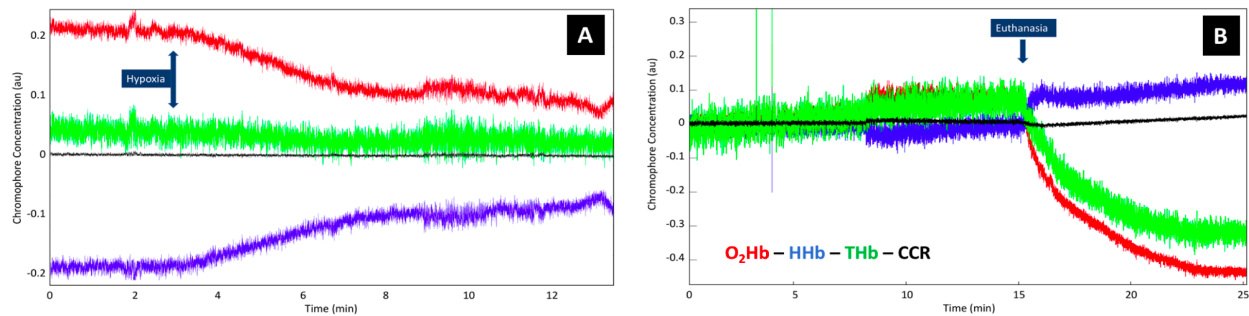 A
0.2
0.1
0
-0.1
-0.2
Chromophore Concentration (au)
Hypoxia
0 2 4 6 8 10 12
Time (min)
B
0.3
0.2
0.1
0
-0.1
-0.2
-0.3
-0.4
Chromophore Concentration (au)
Euthanasia
O₂Hb – HHb – THb – CCR
0 5 10 15 20 25
Time (min)